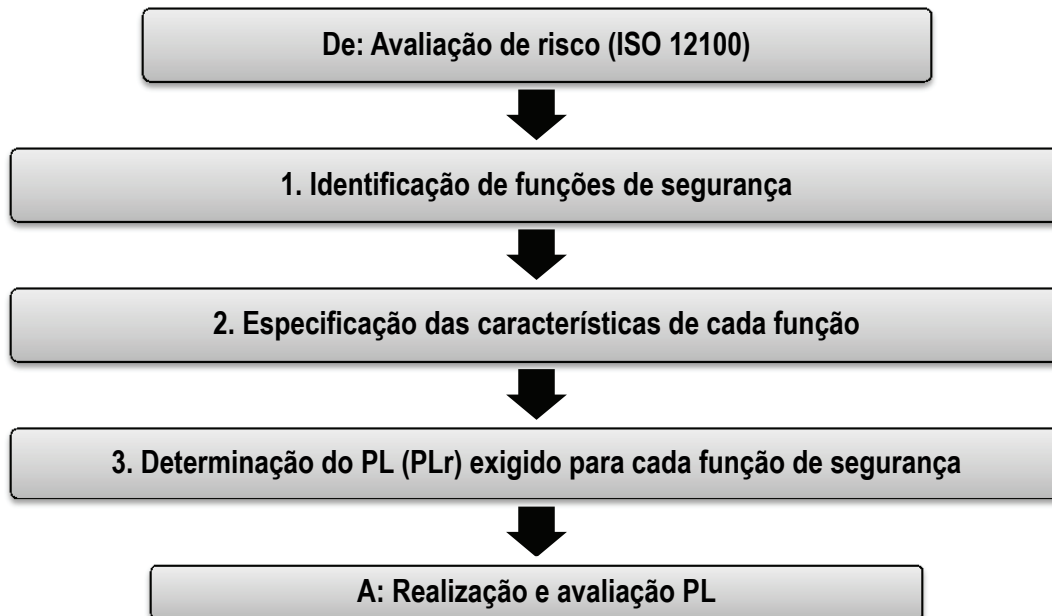 De: Avaliação de risco (ISO 12100)
1. Identificação de funções de segurança
2. Especificação das características de cada função
3. Determinação do PL (PLr) exigido para cada função de segurança
A: Realização e avaliação PL